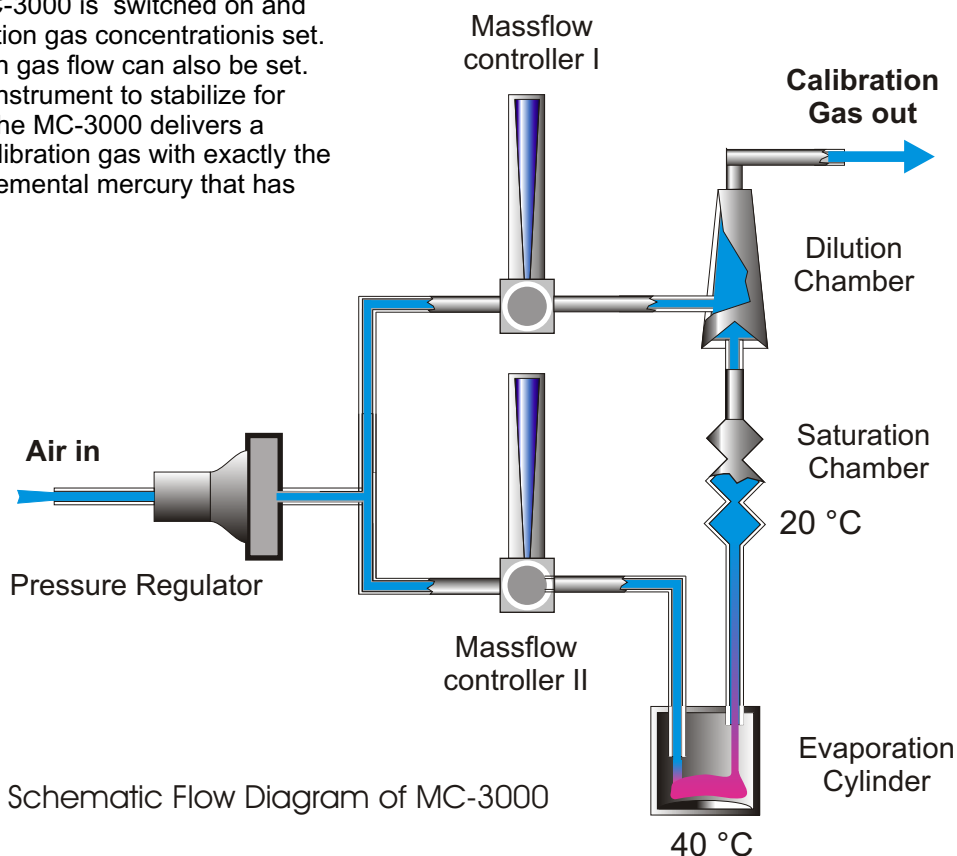 C-3000 is switched on and
tion gas concentrationis set.
n gas flow can also be set.
nstrument to stabilize for
he MC-3000 delivers a
libration gas with exactly the
emental mercury that has
Massflow
controller I
Calibration
Gas out
Dilution
Chamber
Air in
Saturation
Chamber
20 °C
Pressure Regulator
Massflow
controller II
Evaporation
Cylinder
Schematic Flow Diagram of MC-3000
40 °C